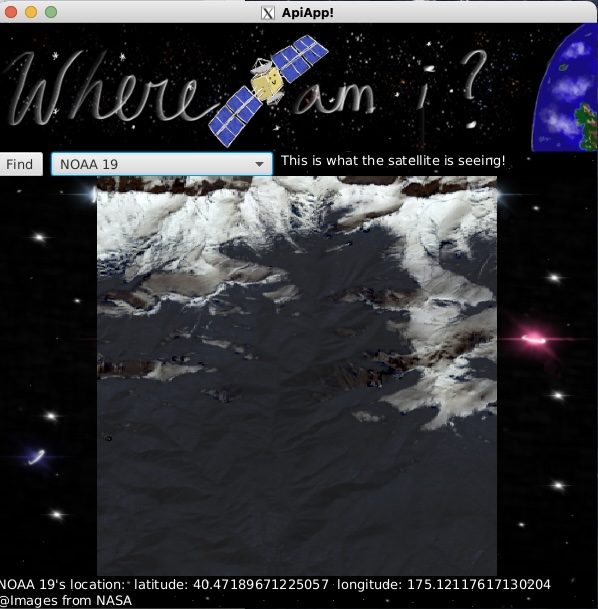 ApiApp!
Where am i ?
Find
NOAA 19
This is what the satellite is seeing!
NOAA 19's location: latitude: 40.47189671225057 longitude: 175.12117617130204
@Images from NASA